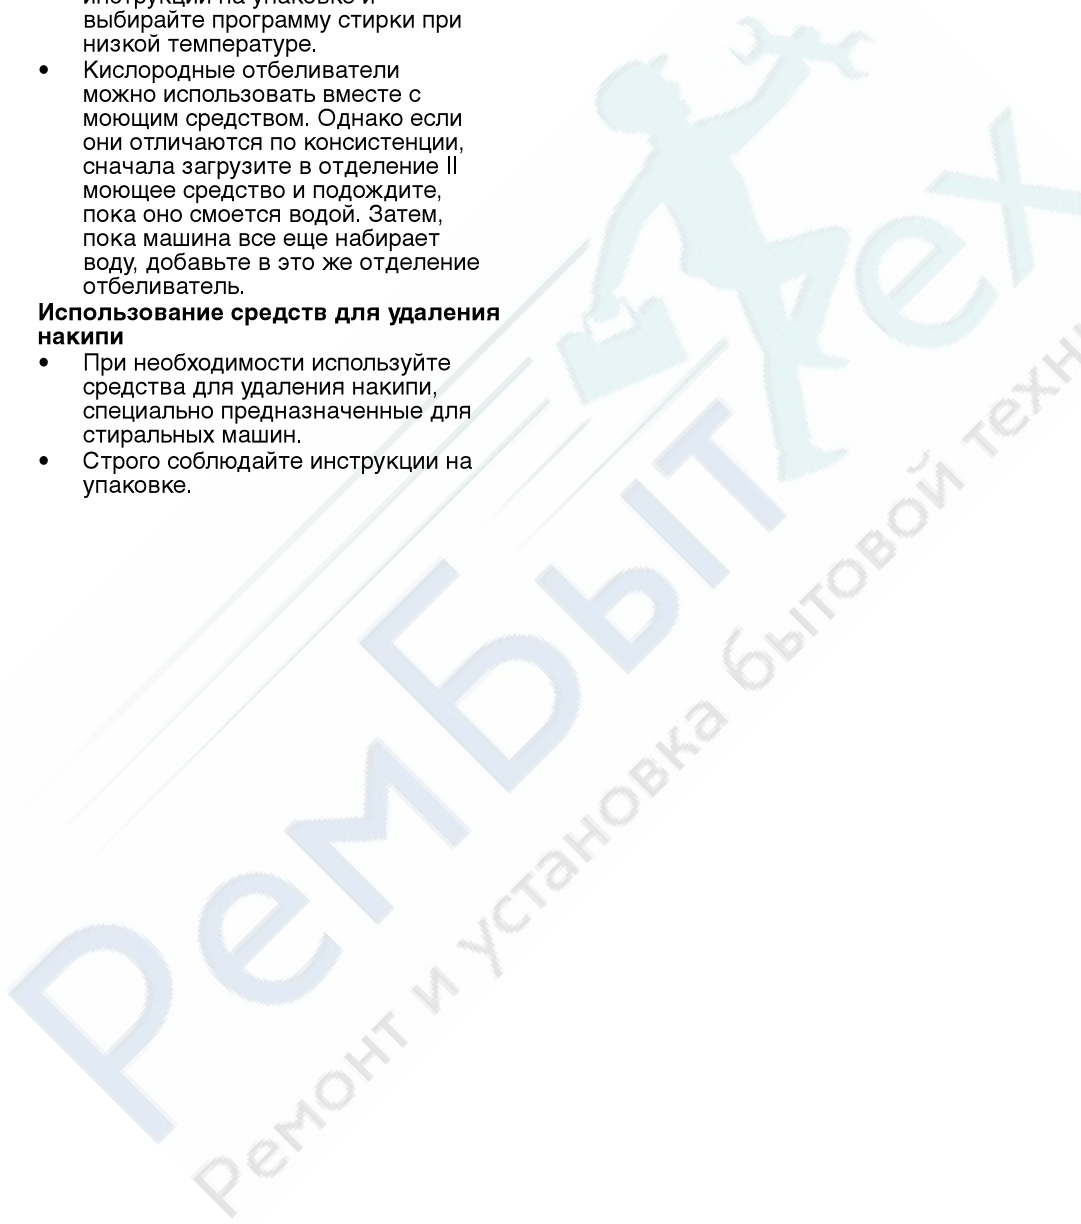 инструкции на упаковке и
выбирайте программу стирки при
низкой температуре.
• Кислородные отбеливатели
можно использовать вместе с
моющим средством. Однако если
они отличаются по консистенции,
сначала загрузите в отделение II
моющее средство и подождите,
пока оно смоется водой. Затем,
пока машина все еще набирает
воду, добавьте в это же отделение
отбеливатель.
Использование средств для удаления
накипи
• При необходимости используйте
средства для удаления накипи,
специально предназначенные для
стиральных машин.
• Строго соблюдайте инструкции на
упаковке.
РемБытТех
Ремонт и установка бытовой